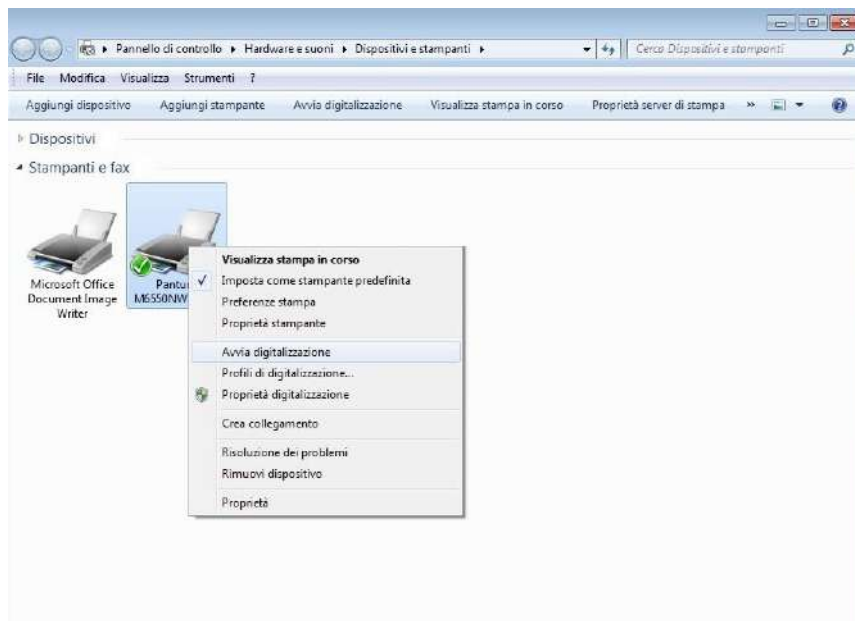 Pannello di controllo Hardware e suoni Dispositivi e stampanti Cerca Dispositivi e stampanti
File Modifica Visualizza Strumenti ?
Aggiungi dispositivo Aggiungi stampante Avvia digitalizzazione Visualizza stampa in corso Proprietà server di stampa »
Dispositivi
Stampanti e fax
Microsoft Office
Document Image
Writer
M6550NW
Visualizza stampa in corso
Imposta come stampante predefinita
Preferenze stampa
Proprietà stampante
Avvia digitalizzazione
Profili di digitalizzazione...
Proprietà digitalizzazione
Crea collegamento
Risoluzione dei problemi
Rimuovi dispositivo
Proprietà